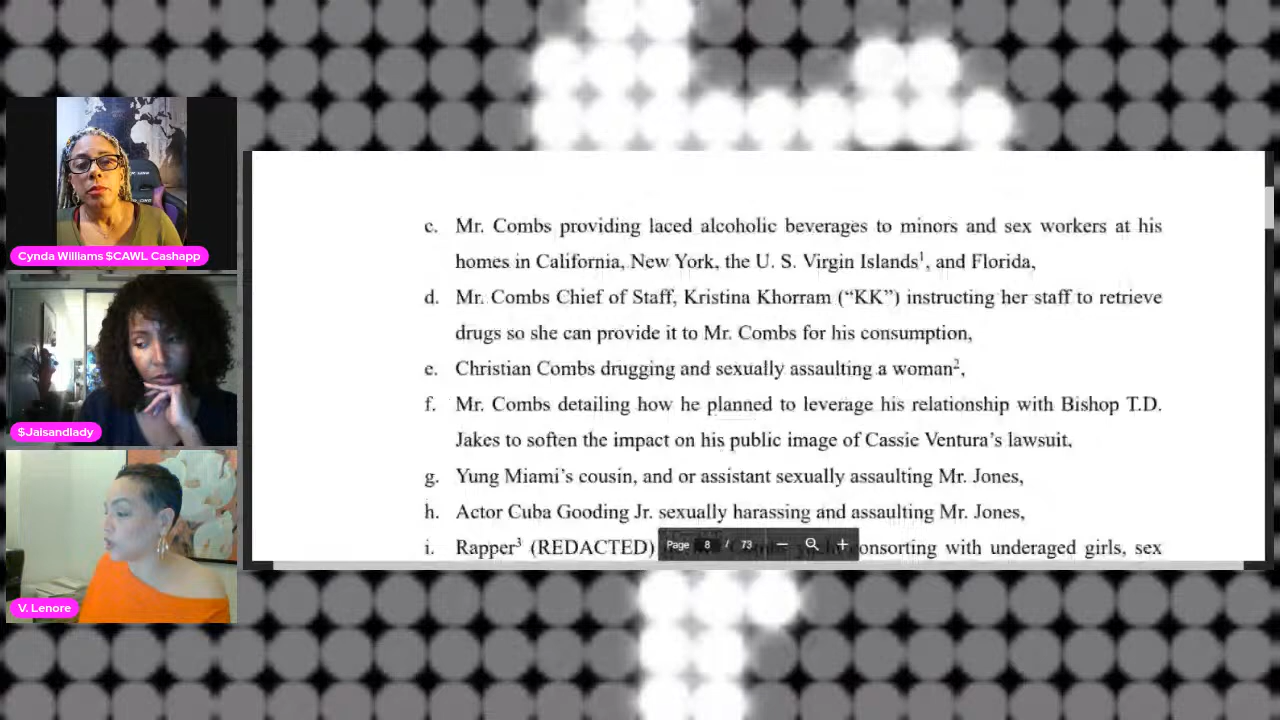 Cynda Williams $CAWL Cashapp
$Jaisandlady
V. Lenore
c. Mr. Combs providing laced alcoholic beverages to minors and sex workers at his
homes in California, New York, the U. S. Virgin Islands¹, and Florida,
d. Mr. Combs Chief of Staff, Kristina Khorram (“KK”) instructing her staff to retrieve
drugs so she can provide it to Mr. Combs for his consumption,
e. Christian Combs drugging and sexually assaulting a woman²,
f. Mr. Combs detailing how he planned to leverage his relationship with Bishop T.D.
Jakes to soften the impact on his public image of Cassie Ventura’s lawsuit,
g. Yung Miami’s cousin, and or assistant sexually assaulting Mr. Jones,
h. Actor Cuba Gooding Jr. sexually harassing and assaulting Mr. Jones,
i. Rapper³ (REDACTED) onsorting with underaged girls, sex
Page 8 / 73